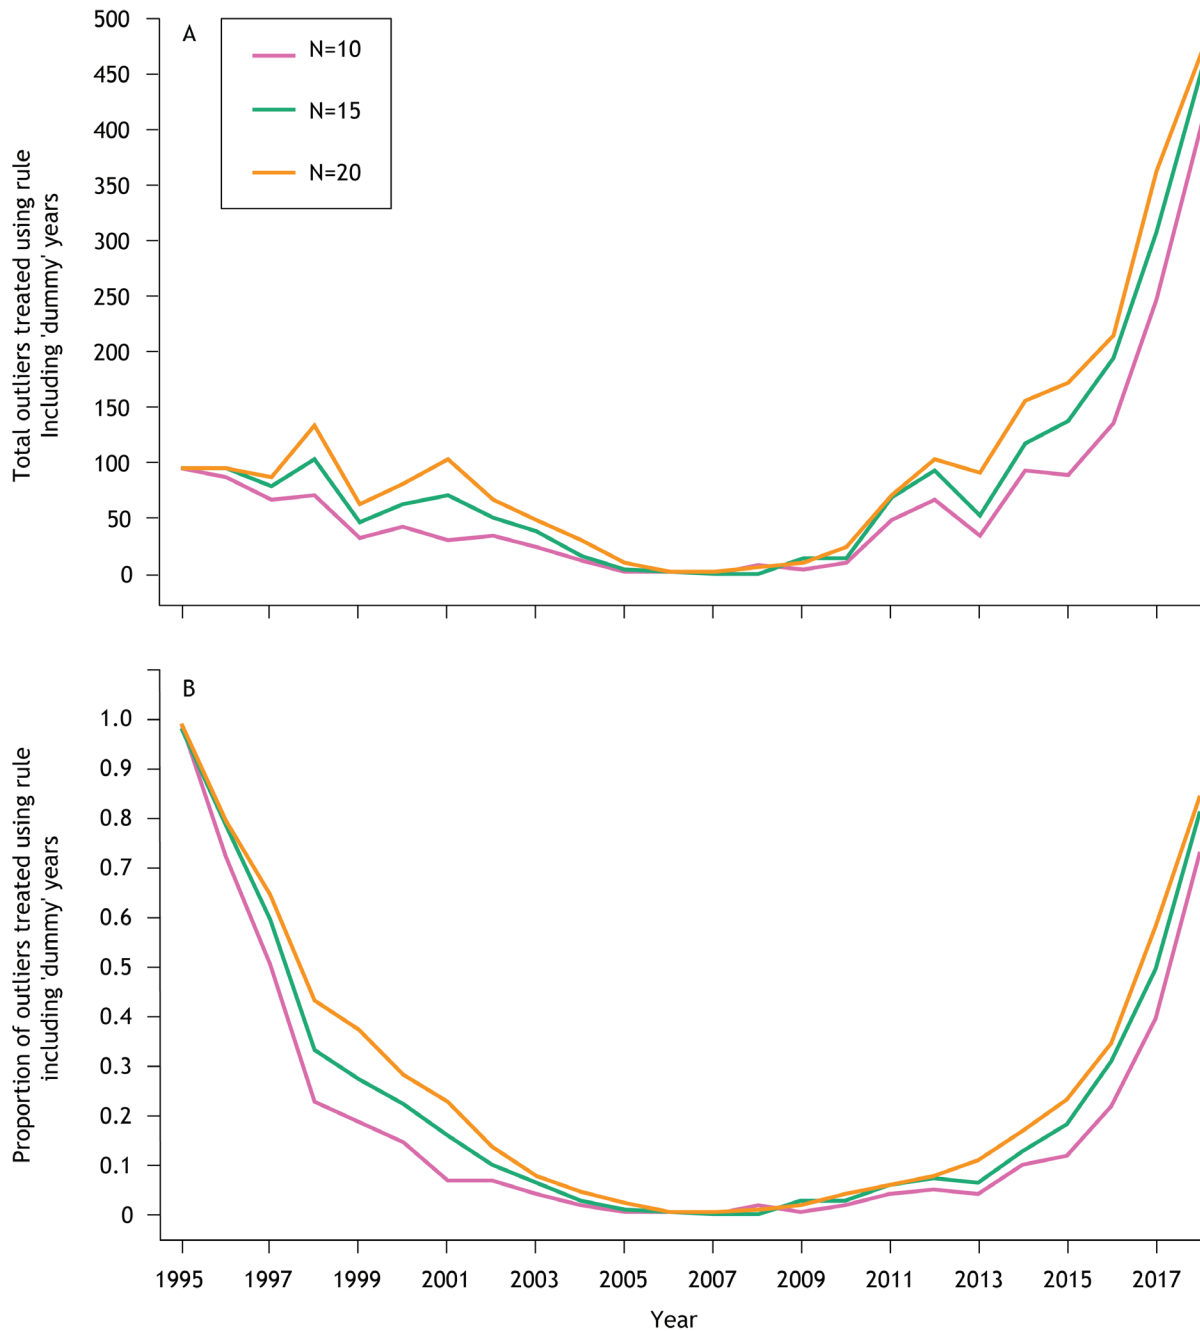 A
500
450
400
350
300
250
200
150
100
50
0
N=10
N=15
N=20
Total outliers treated using rule
Including 'dummy' years
B
1.0
0.9
0.8
0.7
0.6
0.5
0.4
0.3
0.2
0.1
0
Proportion of outliers treated using rule
including 'dummy' years
1995 1997 1999 2001 2003 2005 2007 2009 2011 2013 2015 2017
Year